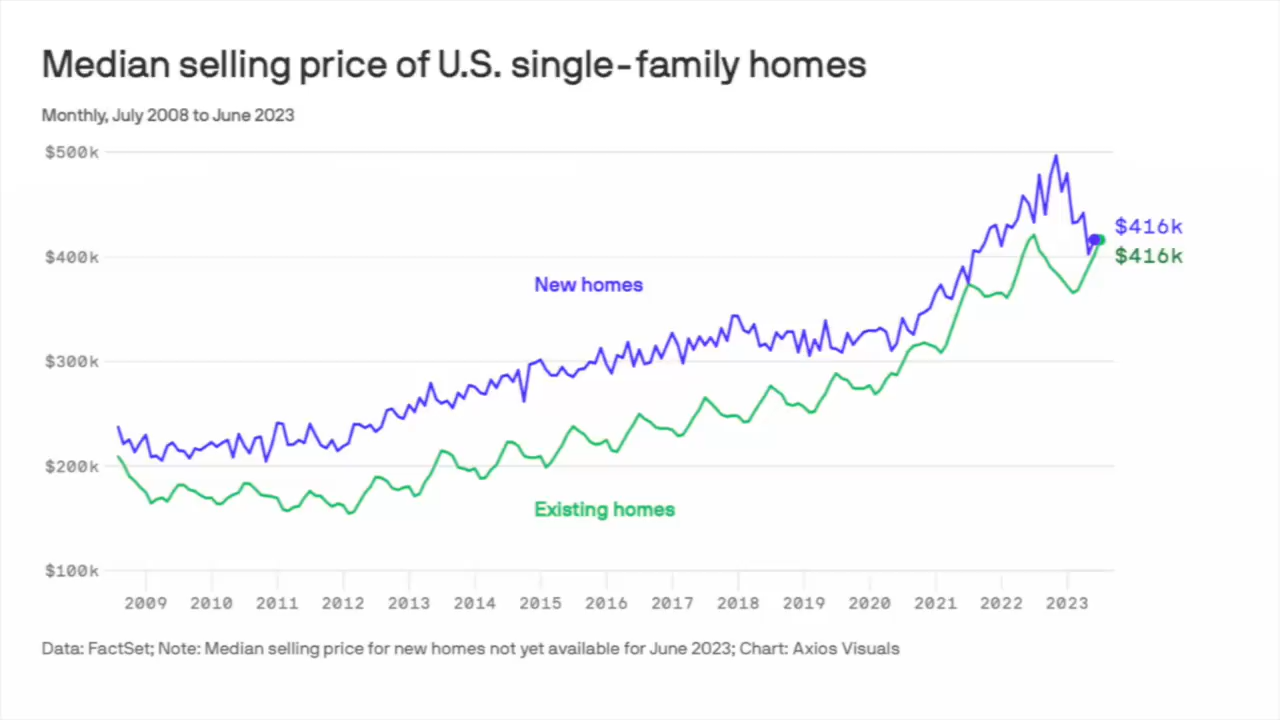 Median selling price of U.S. single-family homes
Monthly, July 2008 to June 2023
$500k
$416k
$400k
$416k
New homes
$300k
$200k
Existing homes
$100k
2009 2010 2011 2012 2013 2014 2015 2016 2017 2018 2019 2020 2021 2022 2023
Data: FactSet; Note: Median selling price for new homes not yet available for June 2023; Chart: Axios Visuals